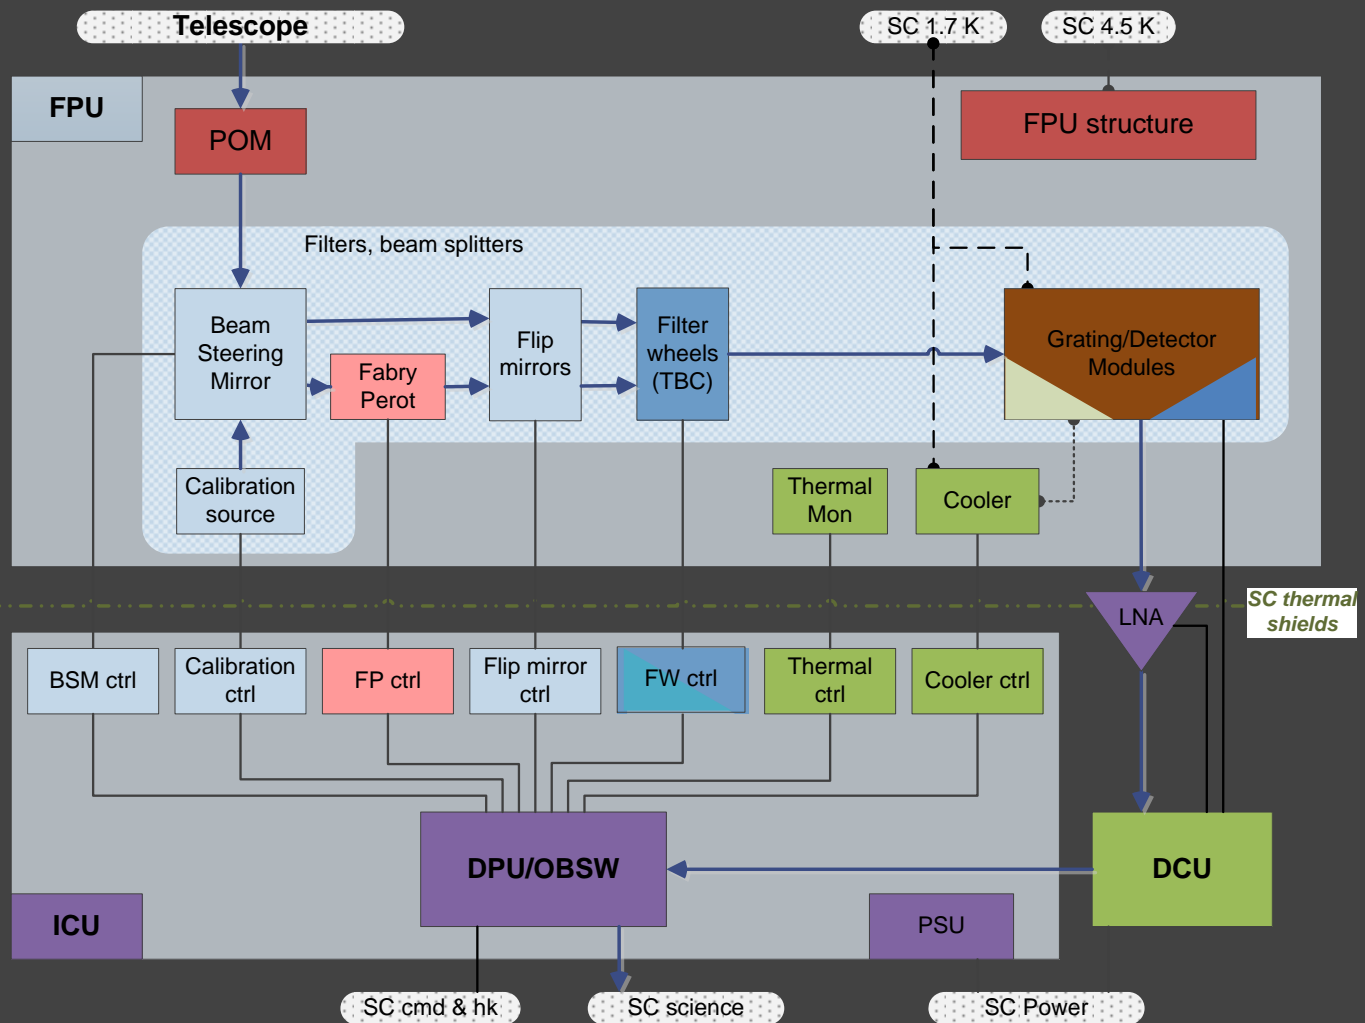 Telescope
SC 1.7 K
SC 4.5 K
FPU
POM
FPU structure
Filters, beam splitters
Beam
Steering
Mirror
Flip
mirrors
Filter
wheels
(TBC)
Grating/Detector
Modules
Fabry
Perot
Calibration
source
Thermal
Mon
Cooler
SC thermal
shields
LNA
BSM ctrl
Calibration
ctrl
FP ctrl
Flip mirror
ctrl
FW ctrl
Thermal
ctrl
Cooler ctrl
DPU/OBSW
DCU
ICU
PSU
SC cmd & hk
SC science
SC Power